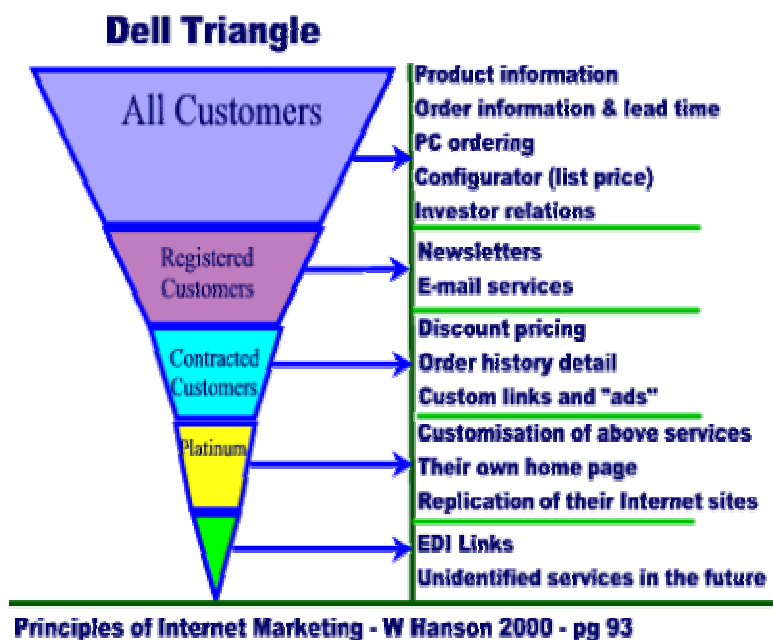 Dell Triangle
All Customers
Product information
Order information & lead time
PC ordering
Configurator (list price)
Investor relations
Registered
Customers
Newsletters
E-mail services
Contracted
Customers
Discount pricing
Order history detail
Custom links and "ads"
Platinum
Customisation of above services
Their own home page
Replication of their Internet sites
EDI Links
Unidentified services in the future
Principles of Internet Marketing - W Hanson 2000 - pg 93